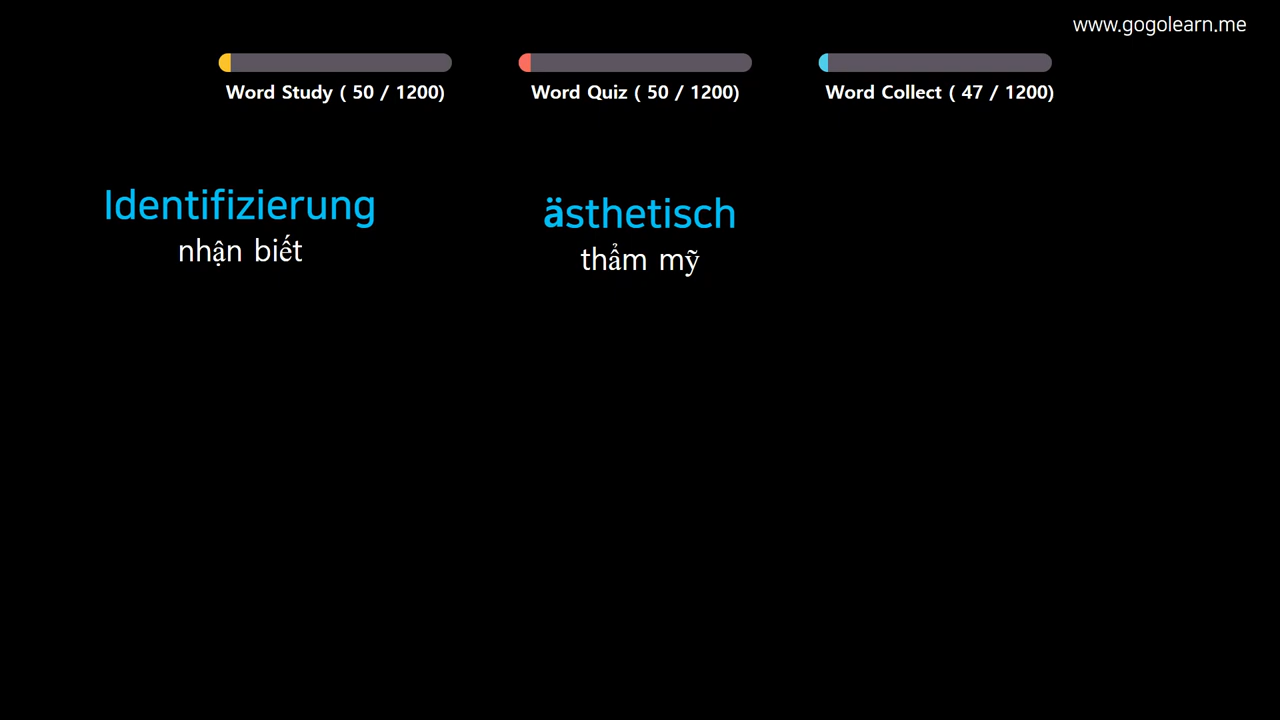 www.gogolearn.me
Word Study ( 50 / 1200)
Word Quiz ( 50 / 1200)
Word Collect ( 47 / 1200)
Identifizierung
nhận biết
ästhetisch
thẩm mỹ